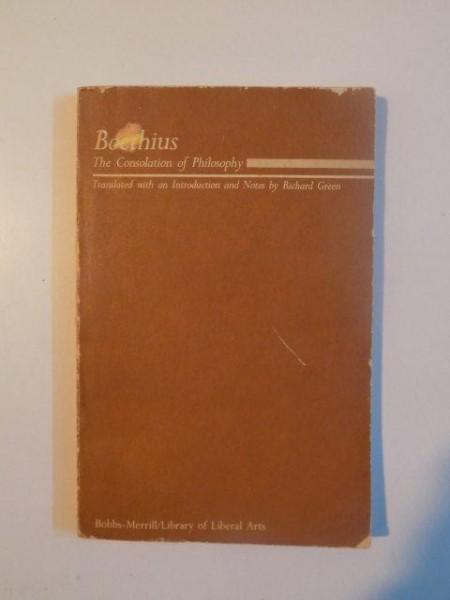 Boethius
The Consolation of Philosophy
Translated with an Introduction and Notes by Richard Green
Bobbs-Merrill/Library of Liberal Arts